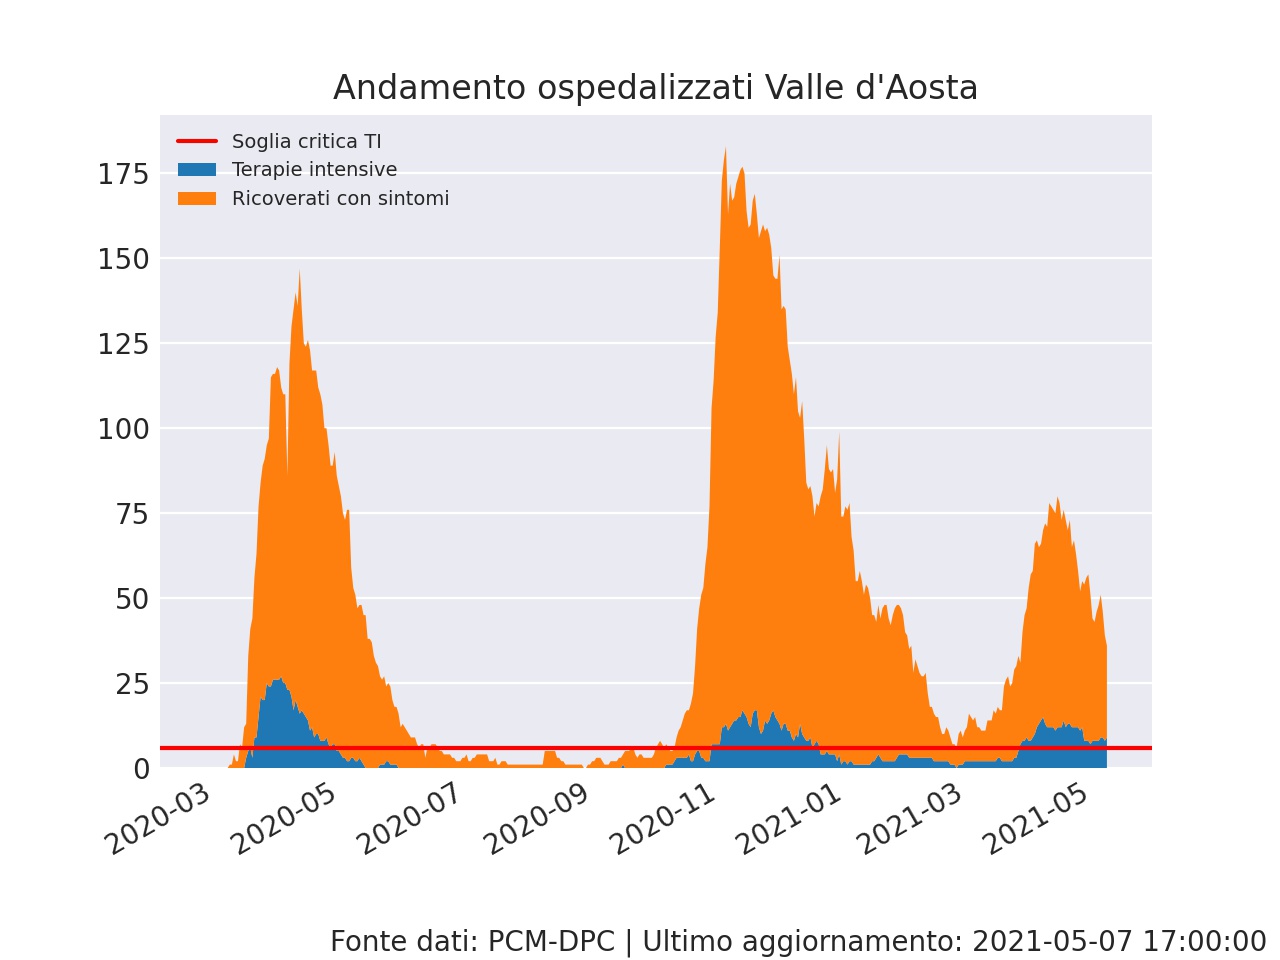 Andamento ospedalizzati Valle d'Aosta
Soglia critica TI
Terapie intensive
Ricoverati con sintomi
175
150
125
100
75
50
25
0
2020-03 2020-05 2020-07 2020-09 2020-11 2021-01 2021-03 2021-05
Fonte dati: PCM-DPC | Ultimo aggiornamento: 2021-05-07 17:00:00